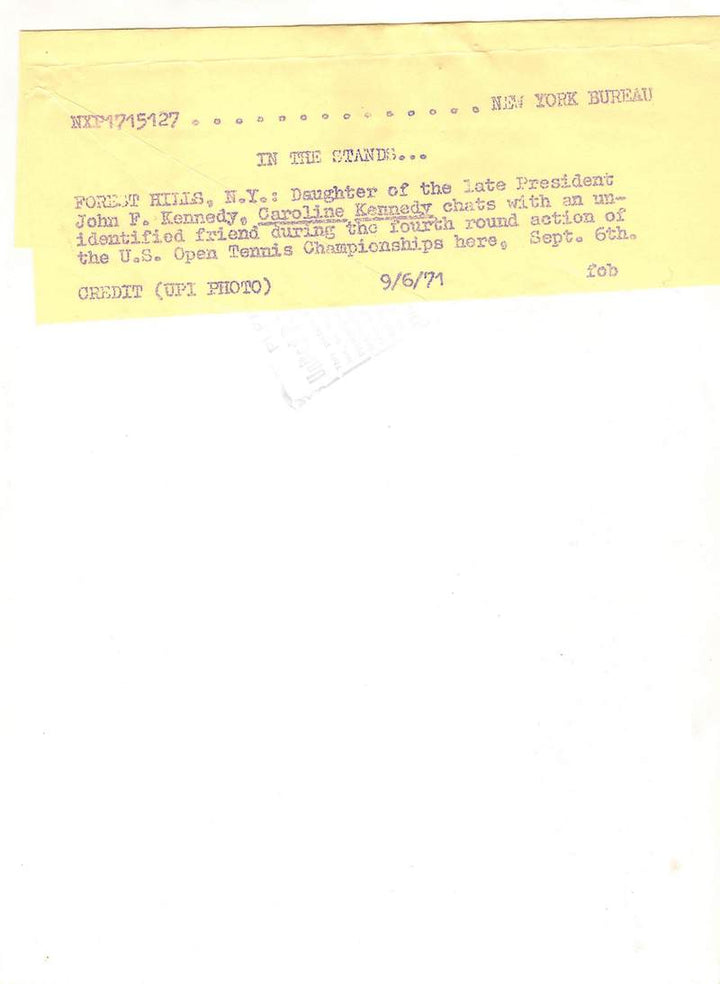 NXP1715127 . . . . . . . . . . . . . . NEW YORK BUREAU
IN THE STANDS...
FOREST HILLS, N.Y.: Daughter of the late President
John F. Kennedy, Caroline Kennedy chats with an un-
identified friend during the fourth round action of
the U.S. Open Tennis Championships here, Sept. 6th.
CREDIT (UPI PHOTO) 9/6/71 fob